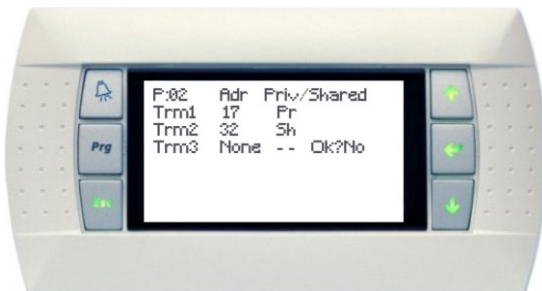 P:02 Adr Priv/Shared
Trm1 17 Pr
Trm2 32 Sh
Trm3 None -- Ok?No
Prg
Esc